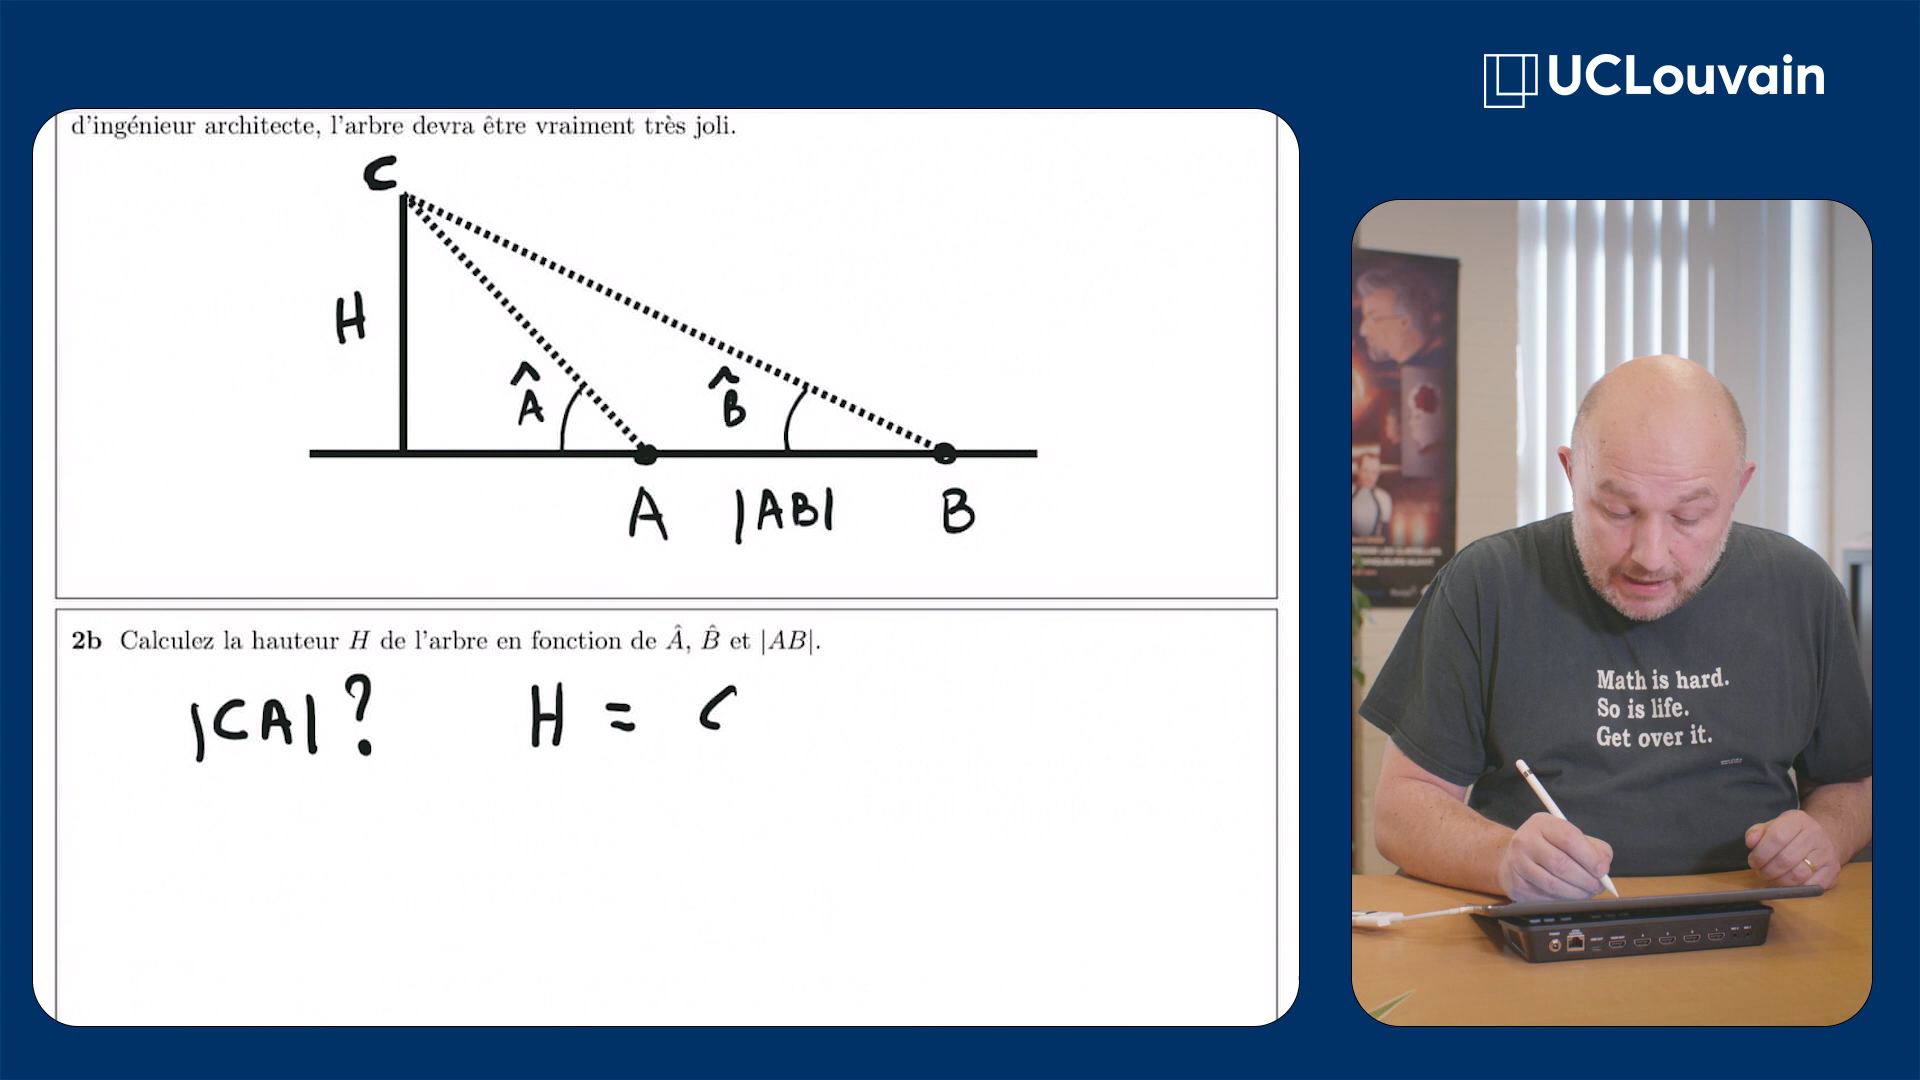 UCLouvain
d'ingénieur architecte, l'arbre devra être vraiment très joli.
C
H
Â
B̂
A |AB| B
2b Calculez la hauteur H de l'arbre en fonction de Â, B̂ et |AB|.
|CA| ? H = C
Math is hard.
So is life.
Get over it.